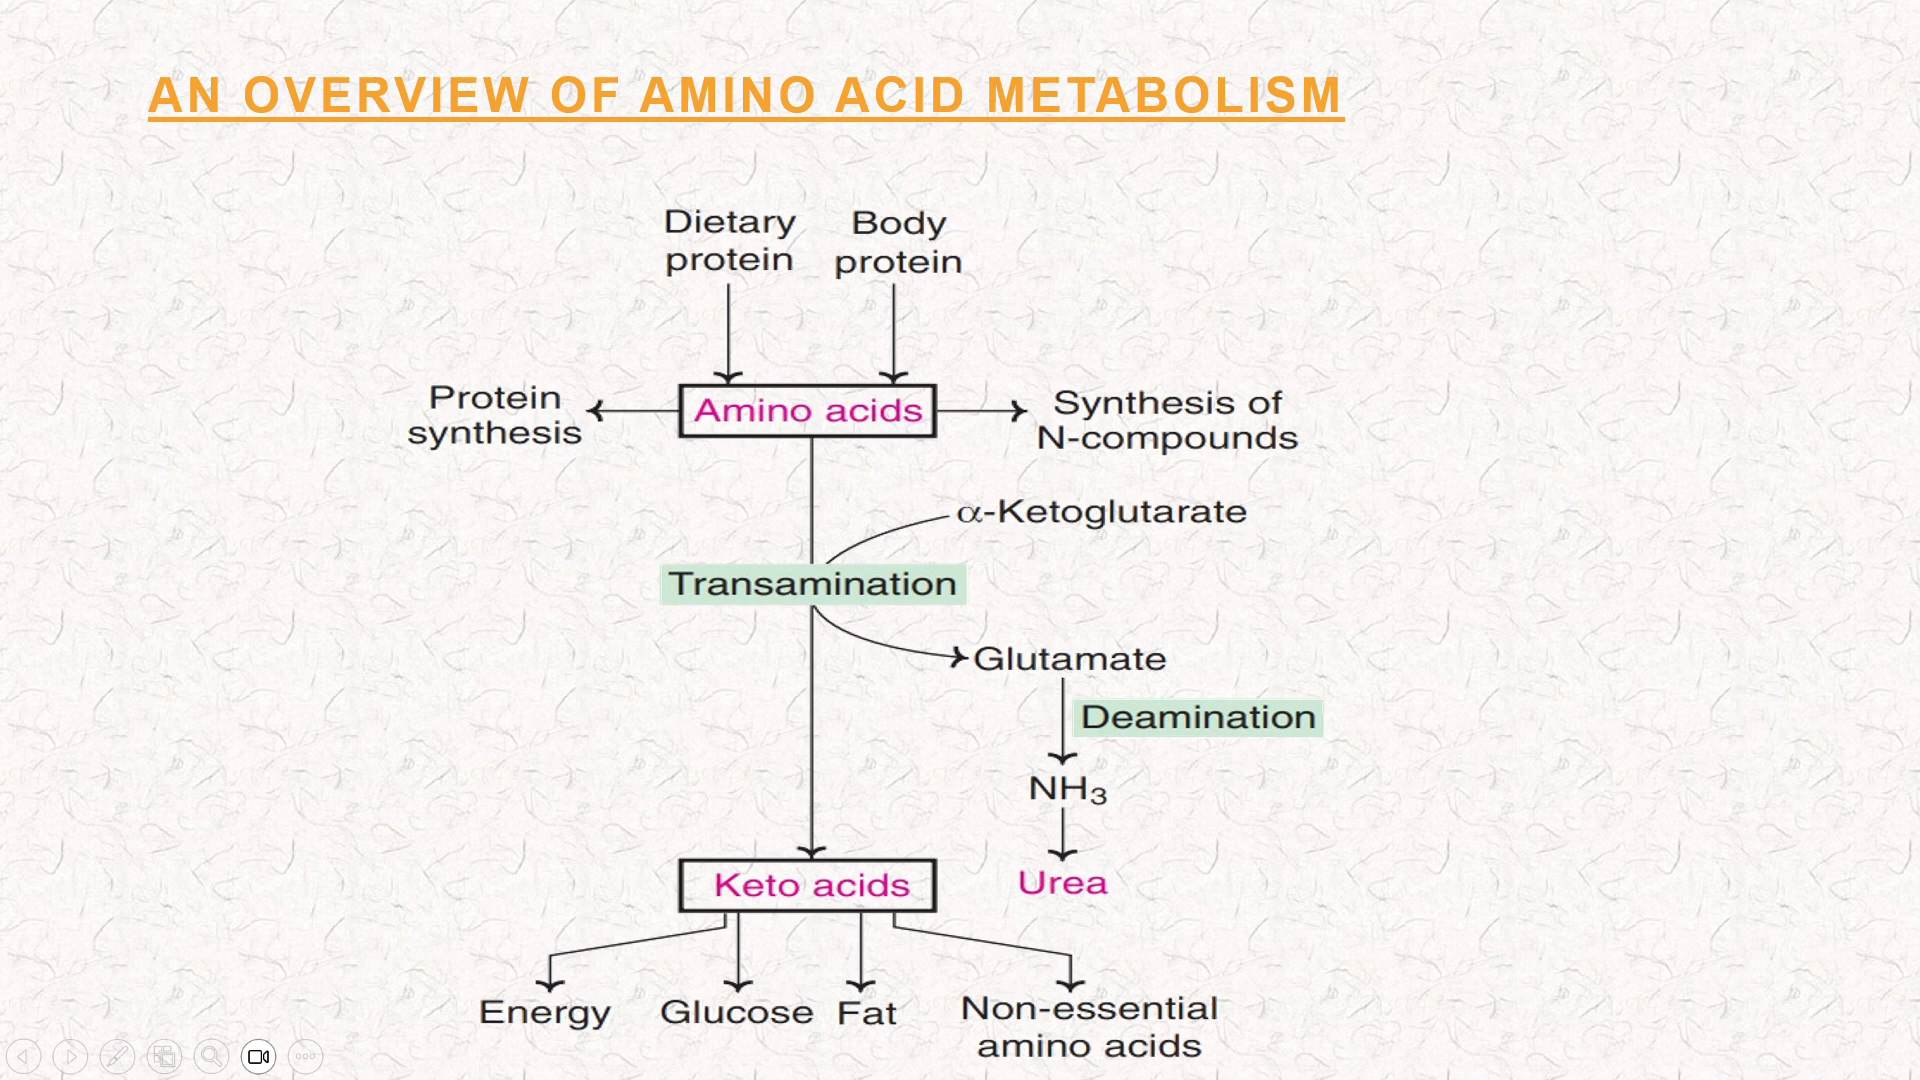 AN OVERVIEW OF AMINO ACID METABOLISM
Dietary
protein
Body
protein
Protein
synthesis
Amino acids
Synthesis of
N-compounds
α-Ketoglutarate
Transamination
Glutamate
Deamination
NH₃
Keto acids
Urea
Energy
Glucose
Fat
Non-essential
amino acids